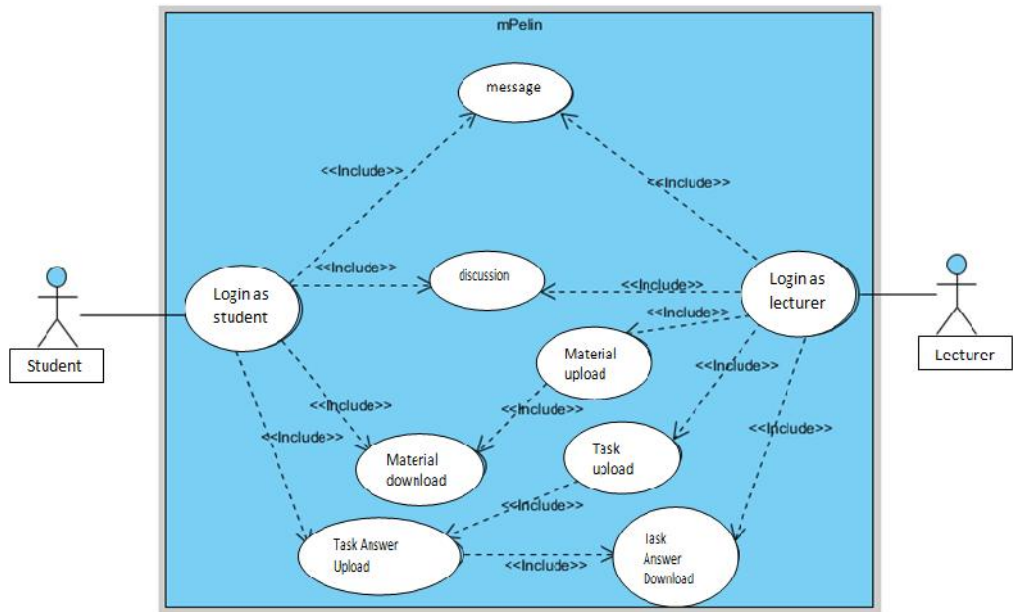 mPelin
message
<<Include>>
<<Include>>
Login as
student
<<Include>>
discussion
<<Include>>
Login as
lecturer
<<Include>>
Student
Lecturer
Material
upload
<<Include>>
<<Include>>
<<Include>>
<<Include>>
<<Include>>
Material
download
Task
upload
<<Include>>
Task Answer
Upload
<<Include>>
Task
Answer
Download